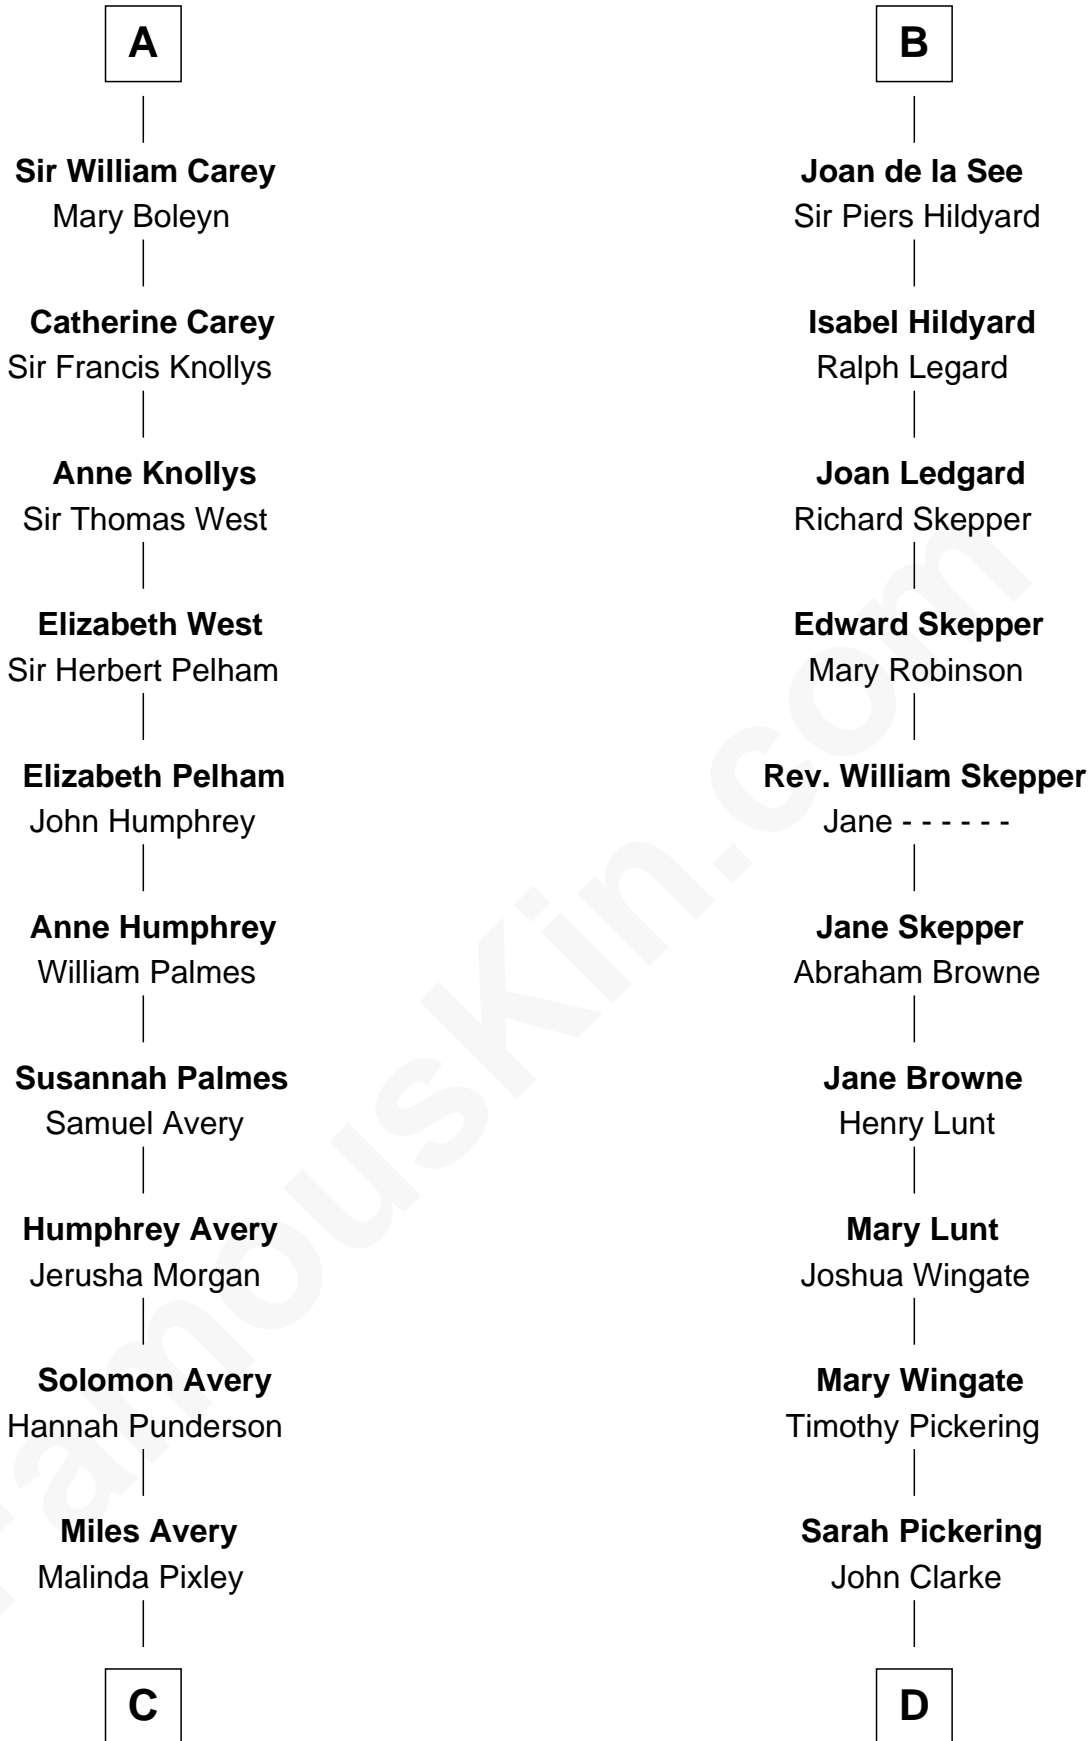 A
Sir William Carey
Mary Boleyn
Catherine Carey
Sir Francis Knollys
Anne Knollys
Sir Thomas West
Elizabeth West
Sir Herbert Pelham
Elizabeth Pelham
John Humphrey
Anne Humphrey
William Palmes
Susannah Palmes
Samuel Avery
Humphrey Avery
Jerusha Morgan
Solomon Avery
Hannah Punderson
Miles Avery
Malinda Pixley
C
B
Joan de la See
Sir Piers Hildyard
Isabel Hildyard
Ralph Legard
Joan Ledgard
Richard Skepper
Edward Skepper
Mary Robinson
Rev. William Skepper
Jane - - - - - -
Jane Skepper
Abraham Browne
Jane Browne
Henry Lunt
Mary Lunt
Joshua Wingate
Mary Wingate
Timothy Pickering
Sarah Pickering
John Clarke
D
FamousKin.com